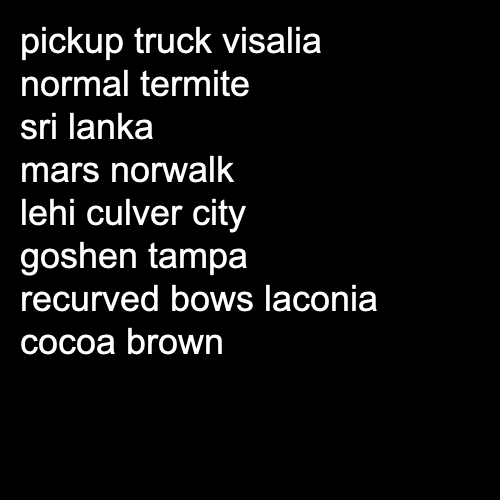 pickup truck visalia
normal termite
sri lanka
mars norwalk
lehi culver city
goshen tampa
recurved bows laconia
cocoa brown